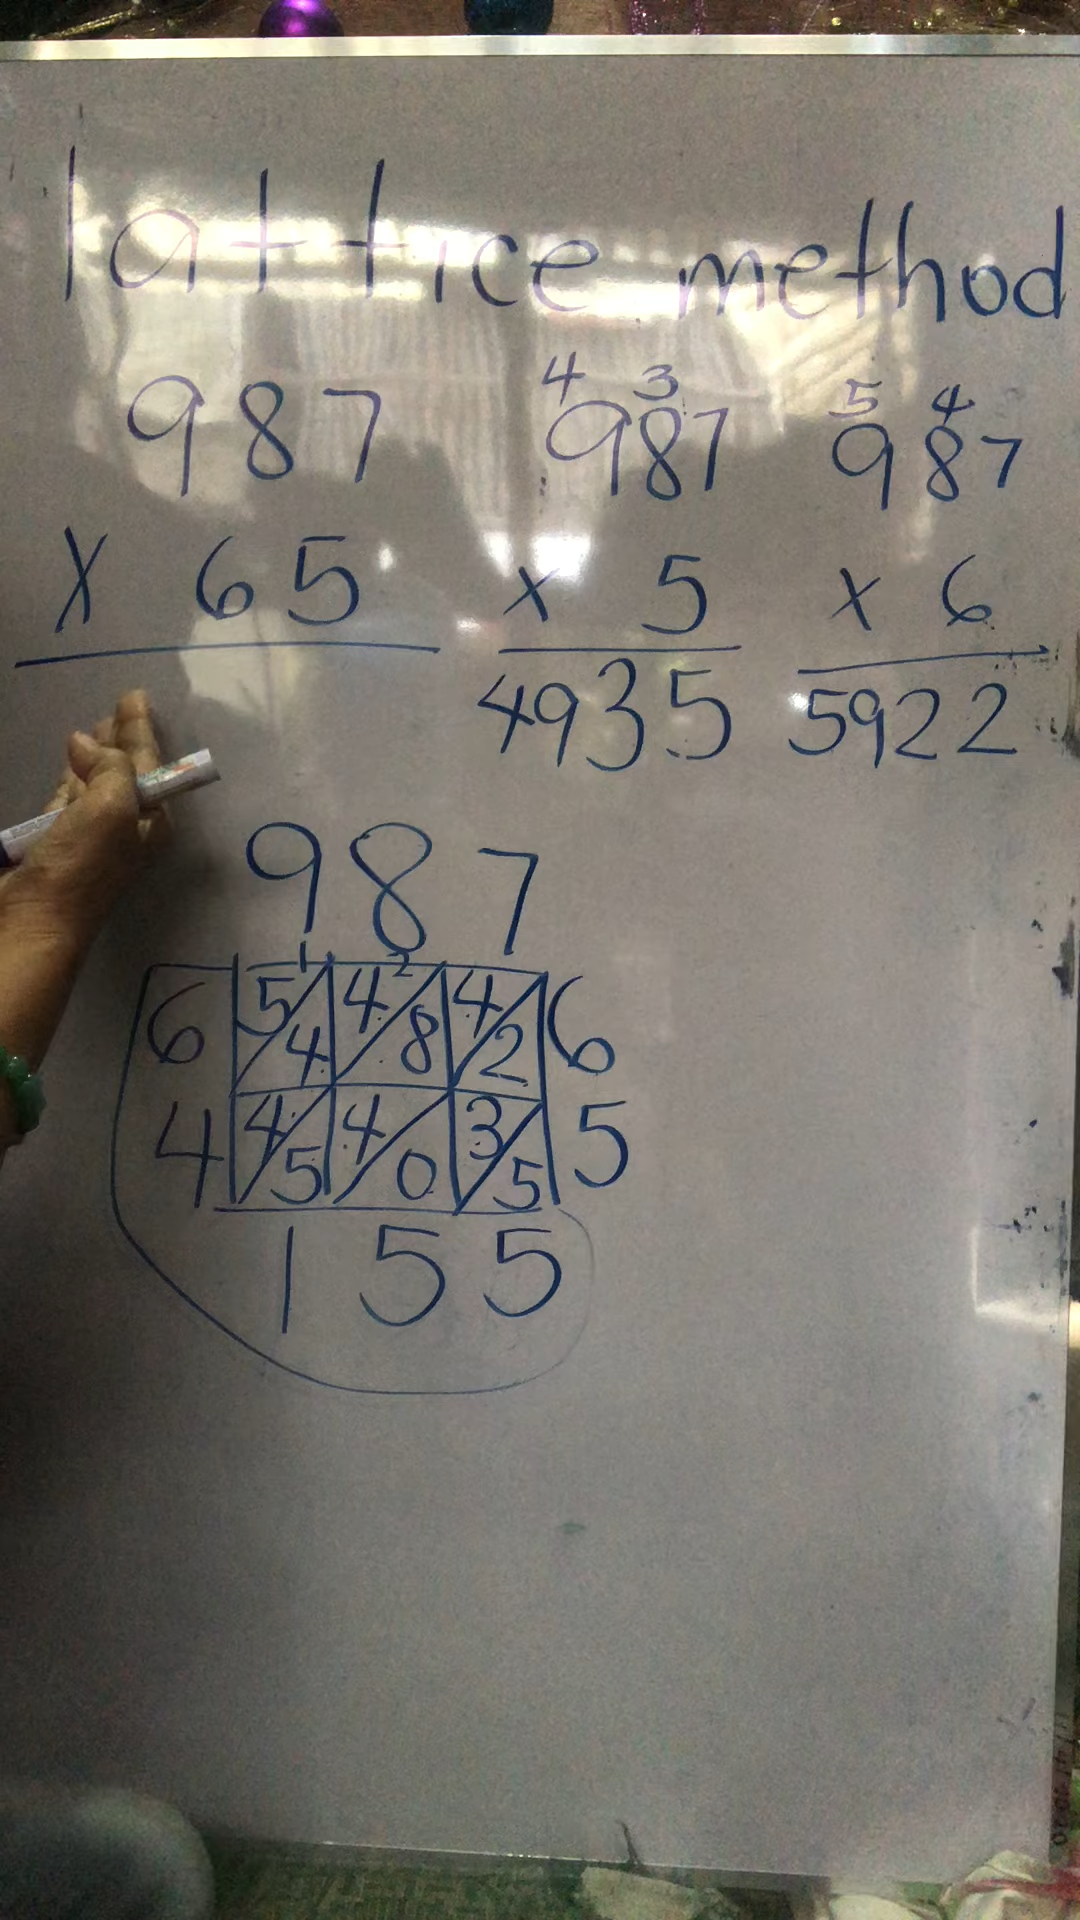 lattice method
4 3
5 4
987 987 987
X 65 x 5 x 6
4935 5922
987
1 2
6 5 4 4 6
4 8 2
4 4 4 3 5
5 0 5
155